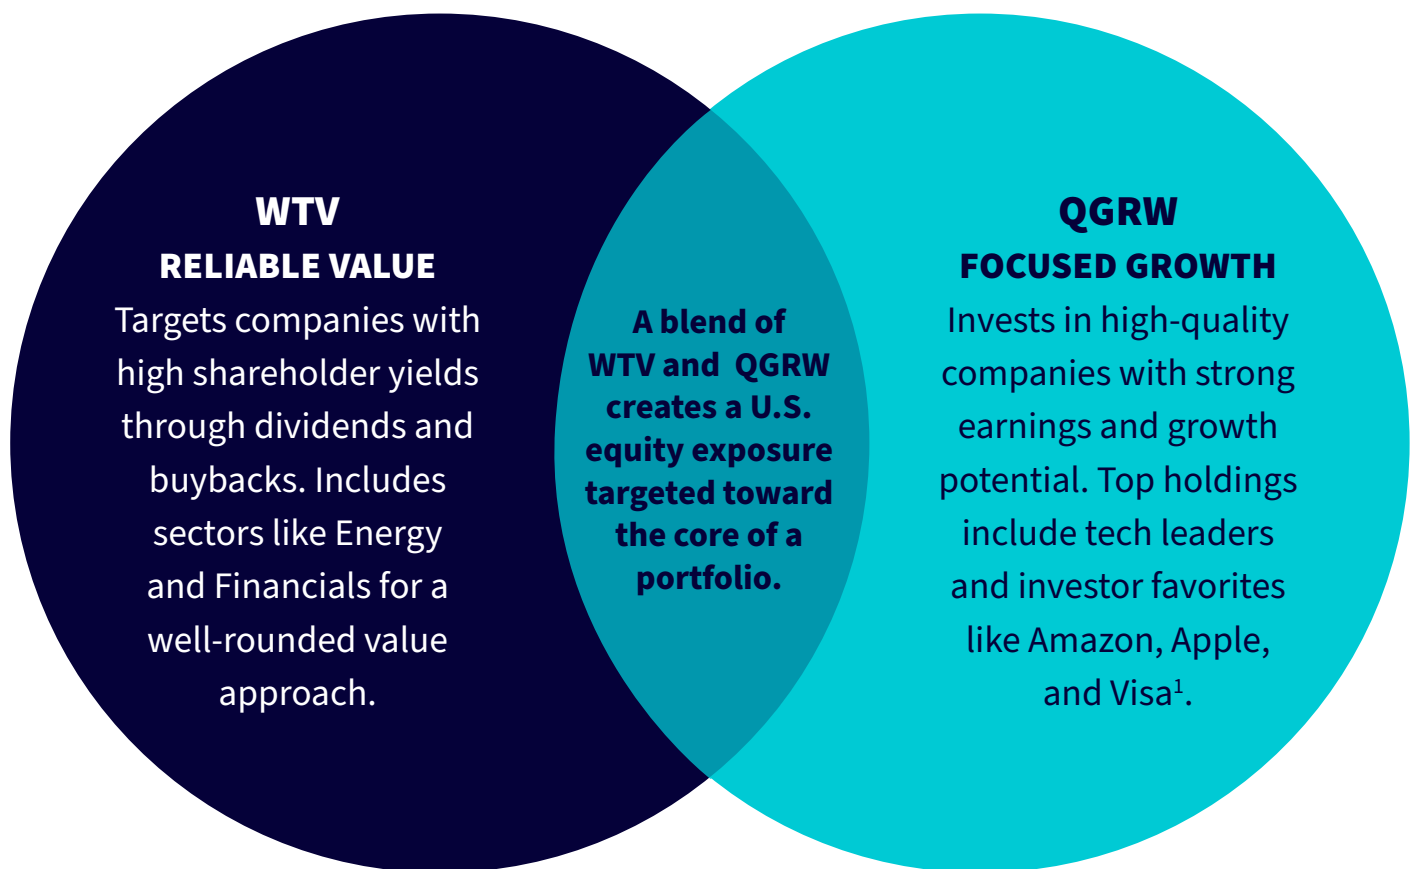 WTV
RELIABLE VALUE
Targets companies with
high shareholder yields
through dividends and
buybacks. Includes
sectors like Energy
and Financials for a
well-rounded value
approach.
A blend of
WTV and QGRW
creates a U.S.
equity exposure
targeted toward
the core of a
portfolio.
QGRW
FOCUSED GROWTH
Invests in high-quality
companies with strong
earnings and growth
potential. Top holdings
include tech leaders
and investor favorites
like Amazon, Apple,
and Visa¹.